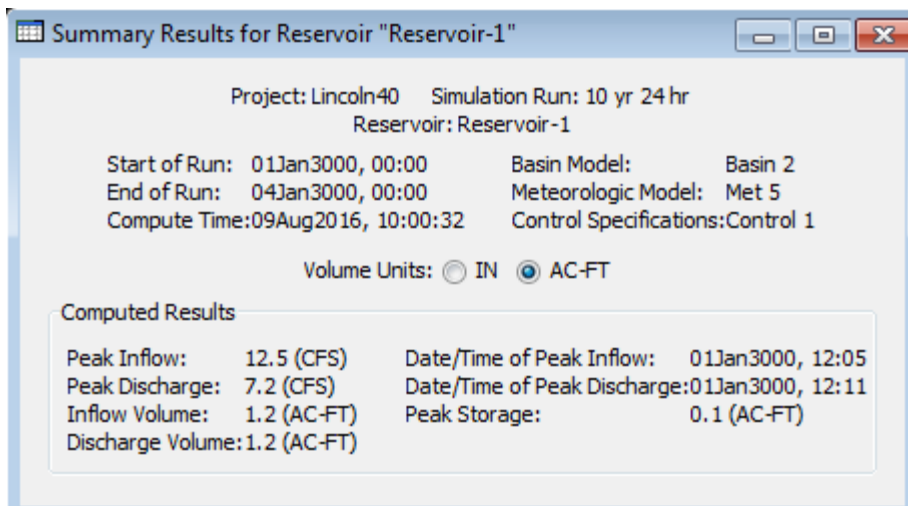 Summary Results for Reservoir "Reservoir-1"
Project: Lincoln40 Simulation Run: 10 yr 24 hr
Reservoir: Reservoir-1
Start of Run: 01Jan3000, 00:00 Basin Model: Basin 2
End of Run: 04Jan3000, 00:00 Meteorologic Model: Met 5
Compute Time:09Aug2016, 10:00:32 Control Specifications:Control 1
Volume Units: IN AC-FT
Computed Results
Peak Inflow: 12.5 (CFS) Date/Time of Peak Inflow: 01Jan3000, 12:05
Peak Discharge: 7.2 (CFS) Date/Time of Peak Discharge:01Jan3000, 12:11
Inflow Volume: 1.2 (AC-FT) Peak Storage: 0.1 (AC-FT)
Discharge Volume:1.2 (AC-FT)